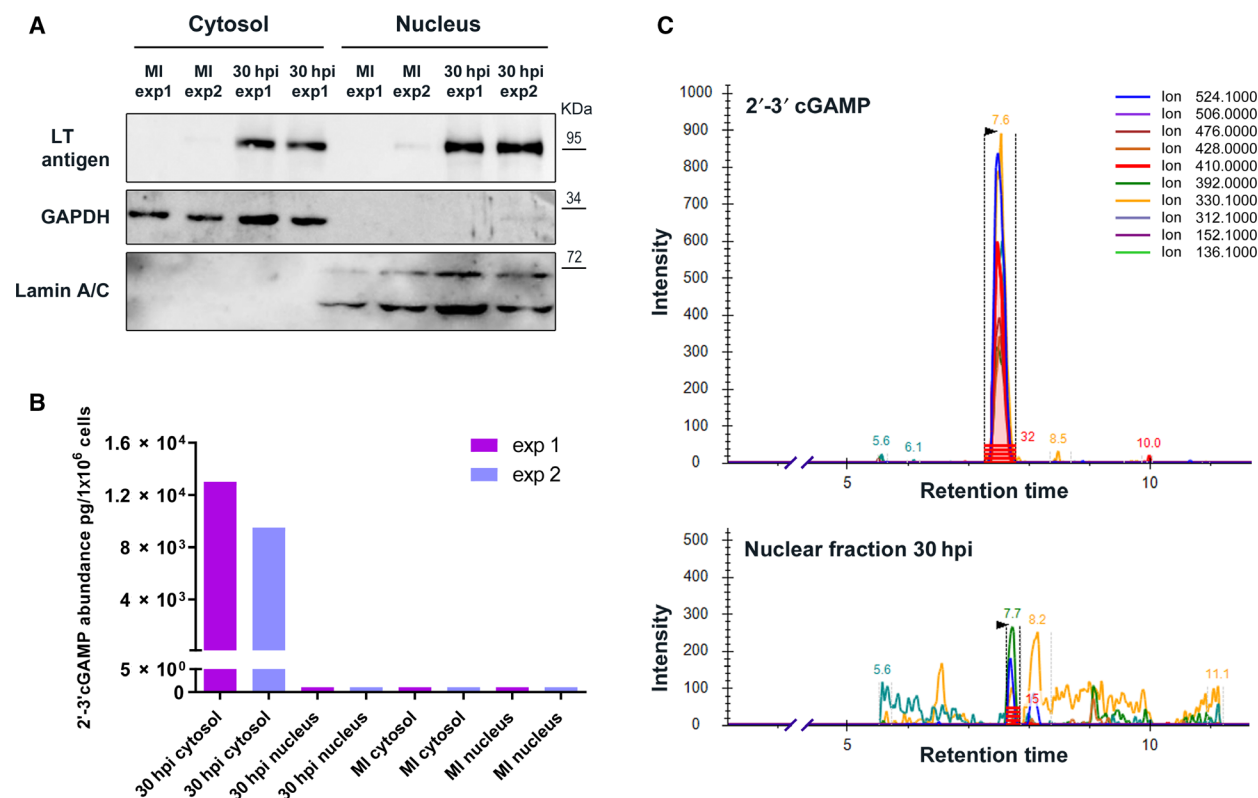 A
Cytosol Nucleus
MI MI 30 hpi 30 hpi MI MI 30 hpi 30 hpi
exp1 exp2 exp1 exp1 exp1 exp2 exp1 exp2
KDa
LT
antigen
95
GAPDH
34
Lamin A/C
72
B
2'-3'cGAMP abundance pg/1x10⁶ cells
1.6 × 10⁴
1.2 × 10⁴
8 × 10³
4 × 10³
5 × 10⁰
0
exp 1
exp 2
30 hpi cytosol
30 hpi cytosol
30 hpi nucleus
30 hpi nucleus
MI cytosol
MI cytosol
MI nucleus
MI nucleus
C
2′-3′ cGAMP
Intensity
1000
900
800
700
600
500
400
300
200
100
0
7.6
5.6
6.1
32
8.5
10.0
5
10
Retention time
Ion 524.1000
Ion 506.0000
Ion 476.0000
Ion 428.0000
Ion 410.0000
Ion 392.0000
Ion 330.1000
Ion 312.1000
Ion 152.1000
Ion 136.1000
Nuclear fraction 30 hpi
Intensity
500
400
300
200
100
0
5.6
7.7
8.2
15
11.1
5
10
Retention time